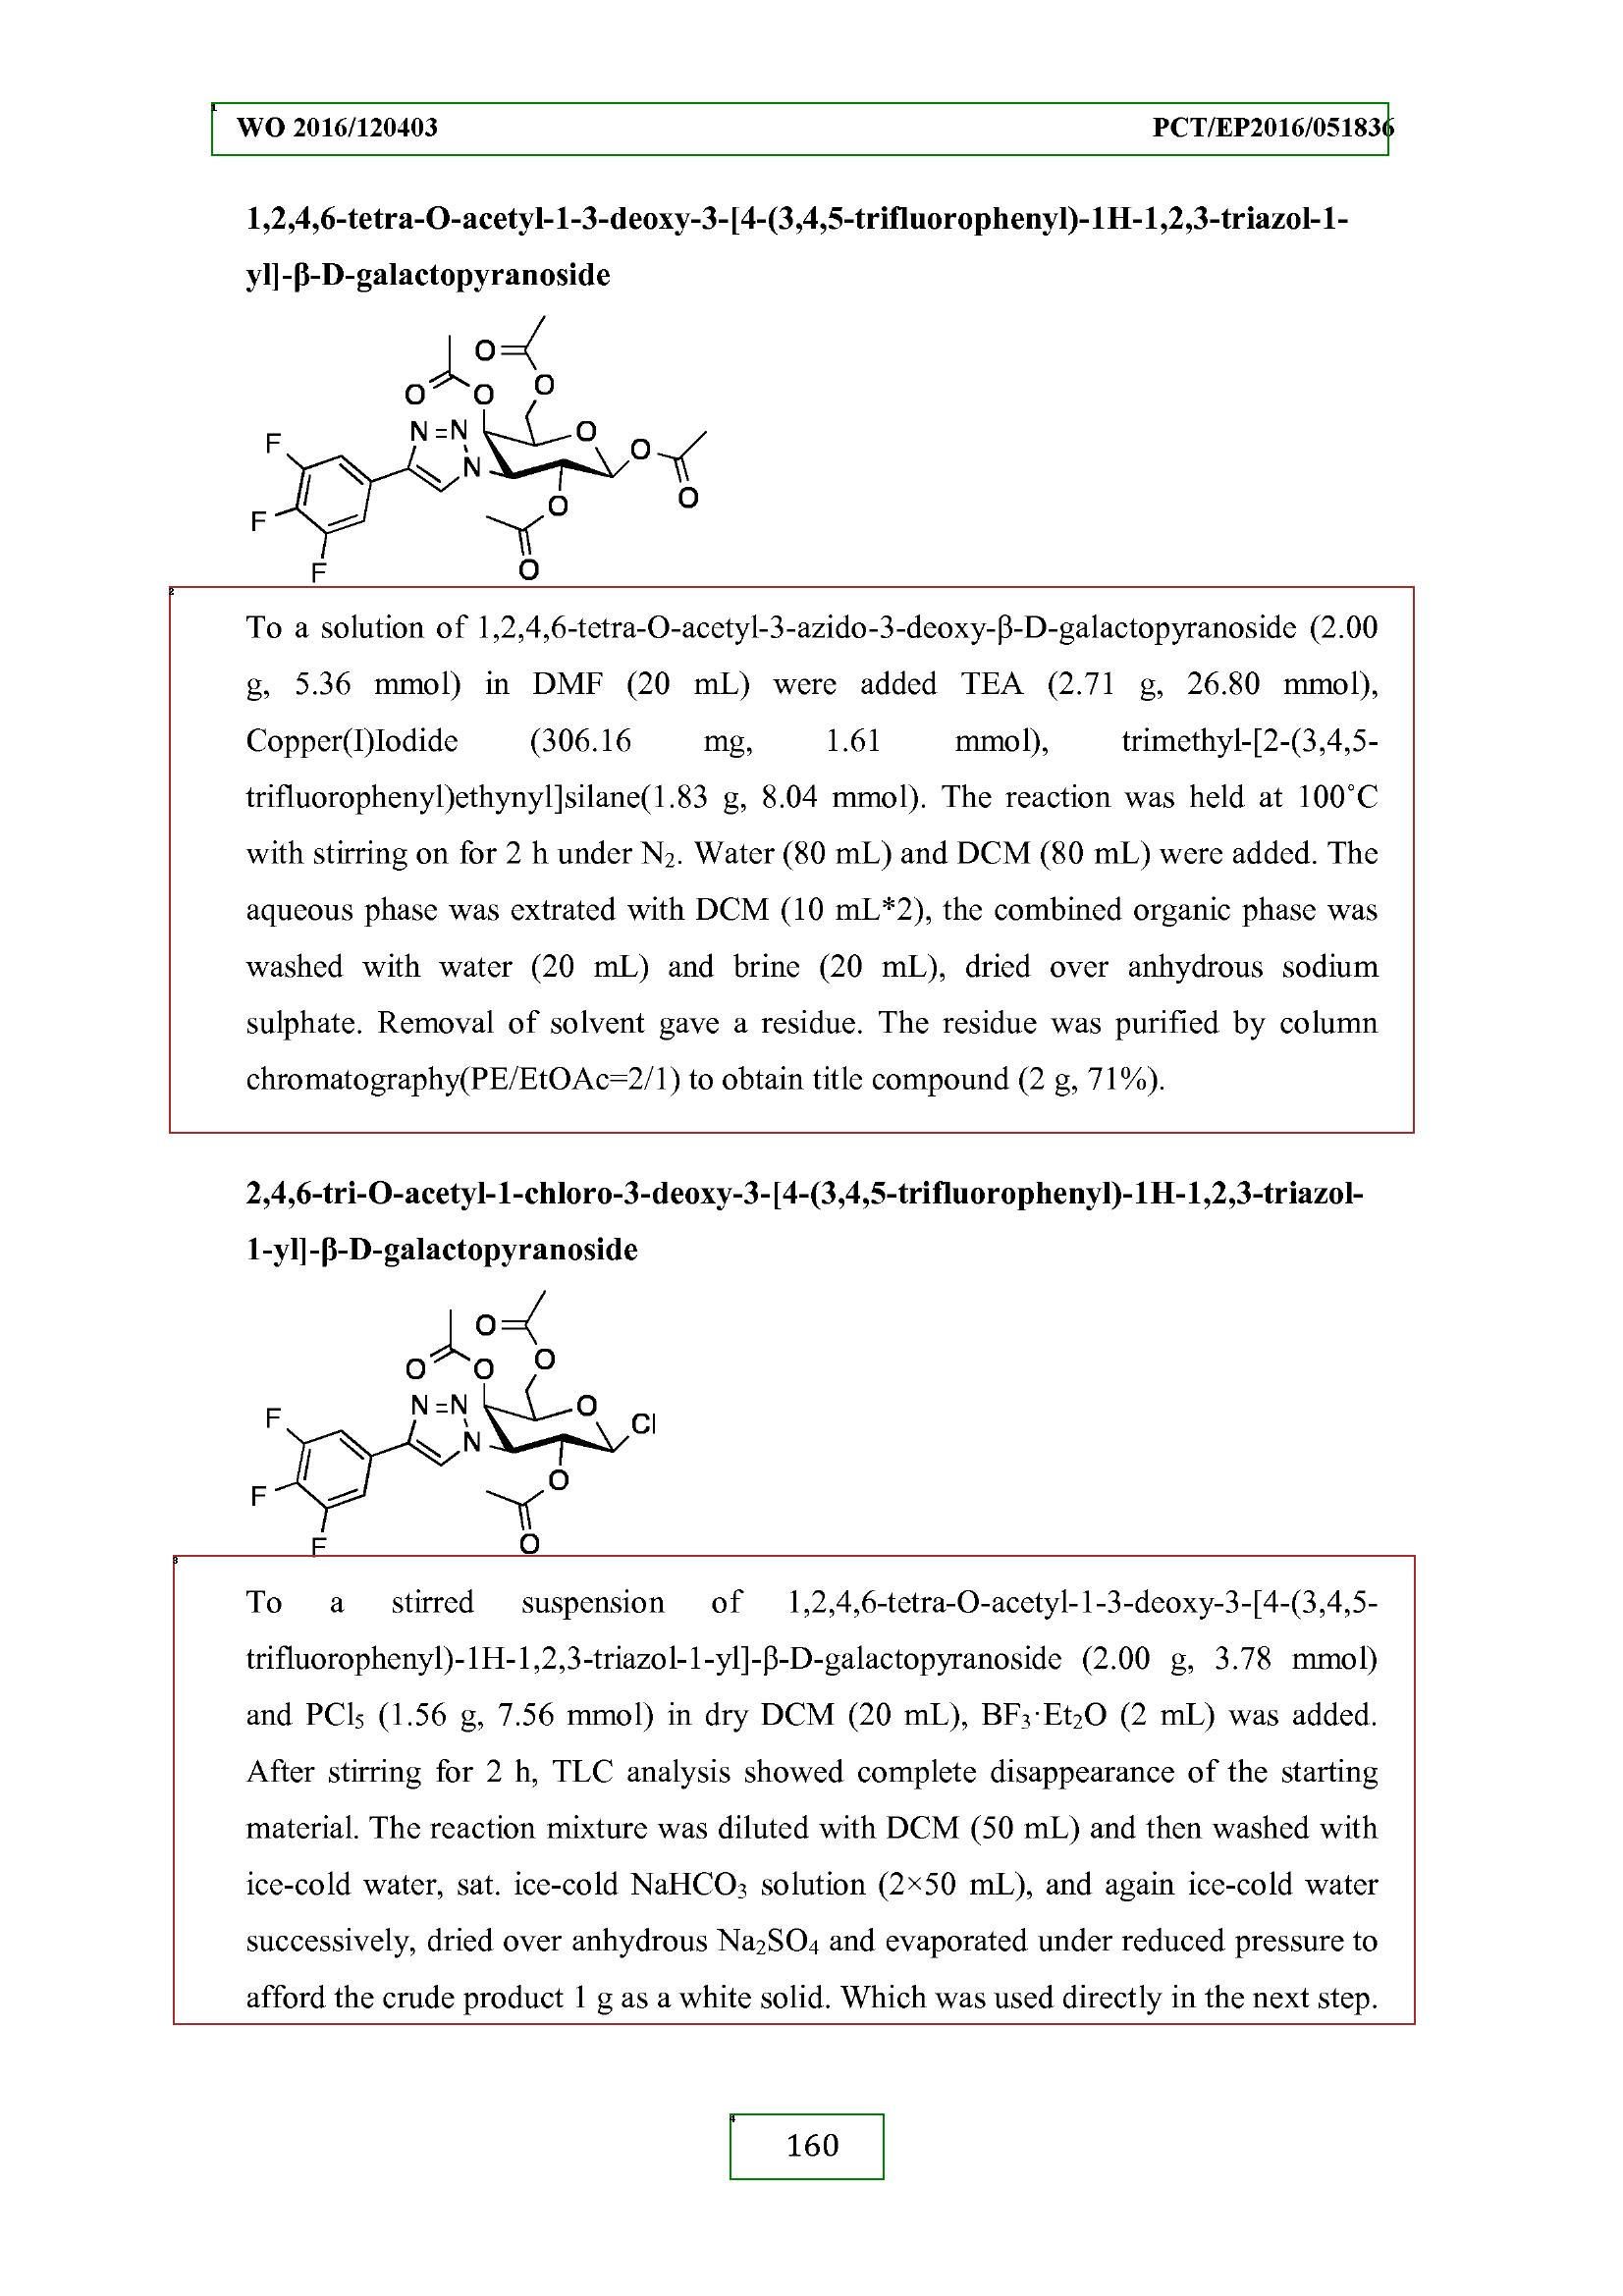 WO 2016/120403 PCT/EP2016/051836
1,2,4,6-tetra-O-acetyl-1-3-deoxy-3-[4-(3,4,5-trifluorophenyl)-1H-1,2,3-triazol-1-
yl]-β-D-galactopyranoside
O
O
O
O
N=N
O
F
O
N
O
F
O
F
O
2
To a solution of 1,2,4,6-tetra-O-acetyl-3-azido-3-deoxy-β-D-galactopyranoside (2.00
g, 5.36 mmol) in DMF (20 mL) were added TEA (2.71 g, 26.80 mmol),
Copper(I)Iodide (306.16 mg, 1.61 mmol), trimethyl-[2-(3,4,5-
trifluorophenyl)ethynyl]silane(1.83 g, 8.04 mmol). The reaction was held at 100˚C
with stirring on for 2 h under N₂. Water (80 mL) and DCM (80 mL) were added. The
aqueous phase was extrated with DCM (10 mL*2), the combined organic phase was
washed with water (20 mL) and brine (20 mL), dried over anhydrous sodium
sulphate. Removal of solvent gave a residue. The residue was purified by column
chromatography(PE/EtOAc=2/1) to obtain title compound (2 g, 71%).
2,4,6-tri-O-acetyl-1-chloro-3-deoxy-3-[4-(3,4,5-trifluorophenyl)-1H-1,2,3-triazol-
1-yl]-β-D-galactopyranoside
O
O
O
O
N=N
O
F
Cl
N
O
F
F
O
3
To a stirred suspension of 1,2,4,6-tetra-O-acetyl-1-3-deoxy-3-[4-(3,4,5-
trifluorophenyl)-1H-1,2,3-triazol-1-yl]-β-D-galactopyranoside (2.00 g, 3.78 mmol)
and PCl₅ (1.56 g, 7.56 mmol) in dry DCM (20 mL), BF₃·Et₂O (2 mL) was added.
After stirring for 2 h, TLC analysis showed complete disappearance of the starting
material. The reaction mixture was diluted with DCM (50 mL) and then washed with
ice-cold water, sat. ice-cold NaHCO₃ solution (2×50 mL), and again ice-cold water
successively, dried over anhydrous Na₂SO₄ and evaporated under reduced pressure to
afford the crude product 1 g as a white solid. Which was used directly in the next step.
4
160